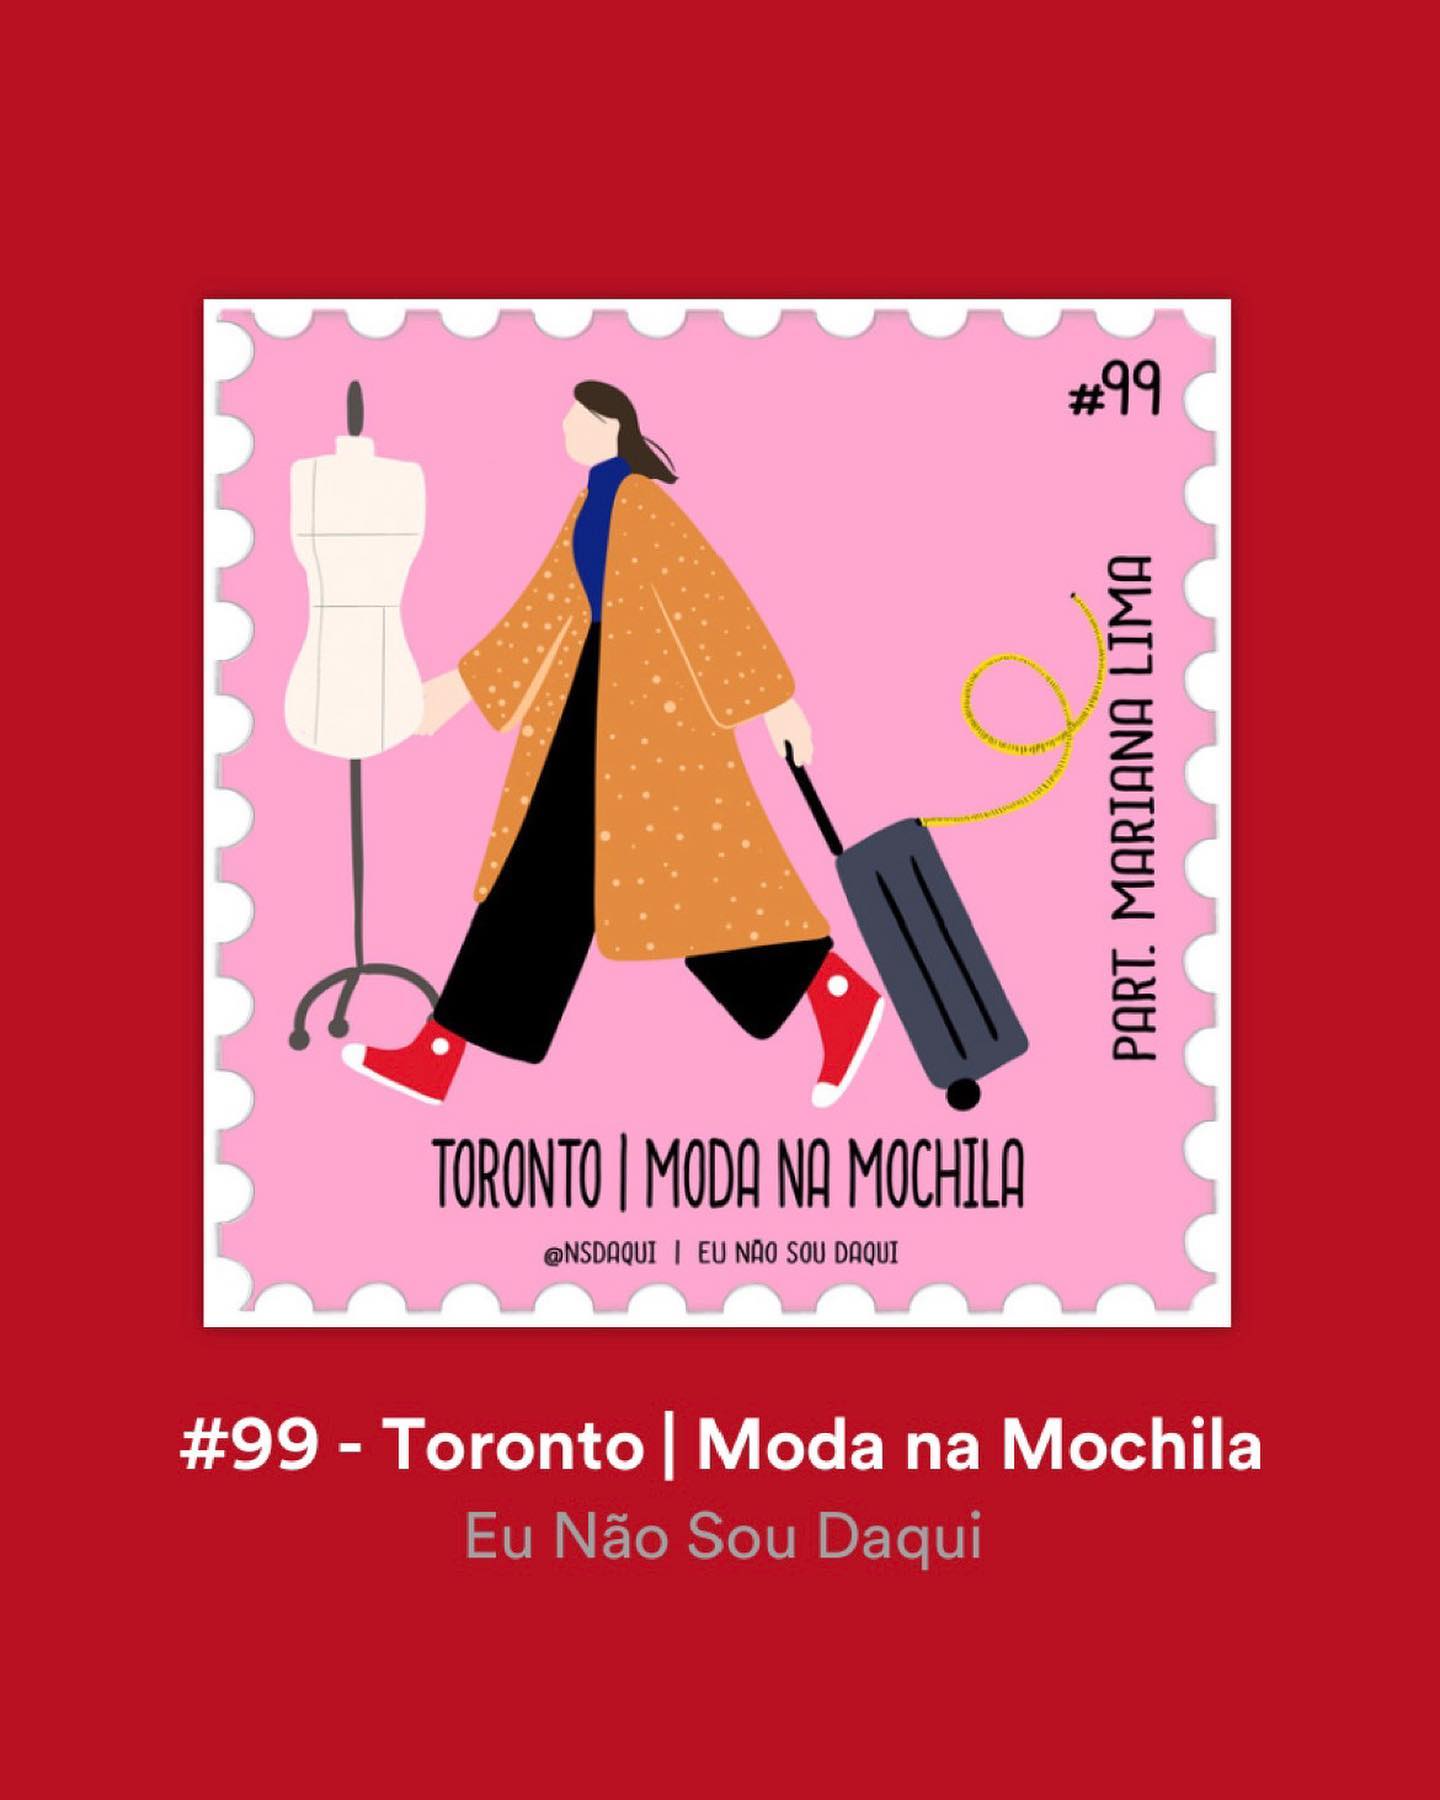 #99
PART. MARIANA LIMA
TORONTO | MODA NA MOCHILA
@NSDAQUI | EU NÃO SOU DAQUI
#99 - Toronto | Moda na Mochila
Eu Não Sou Daqui